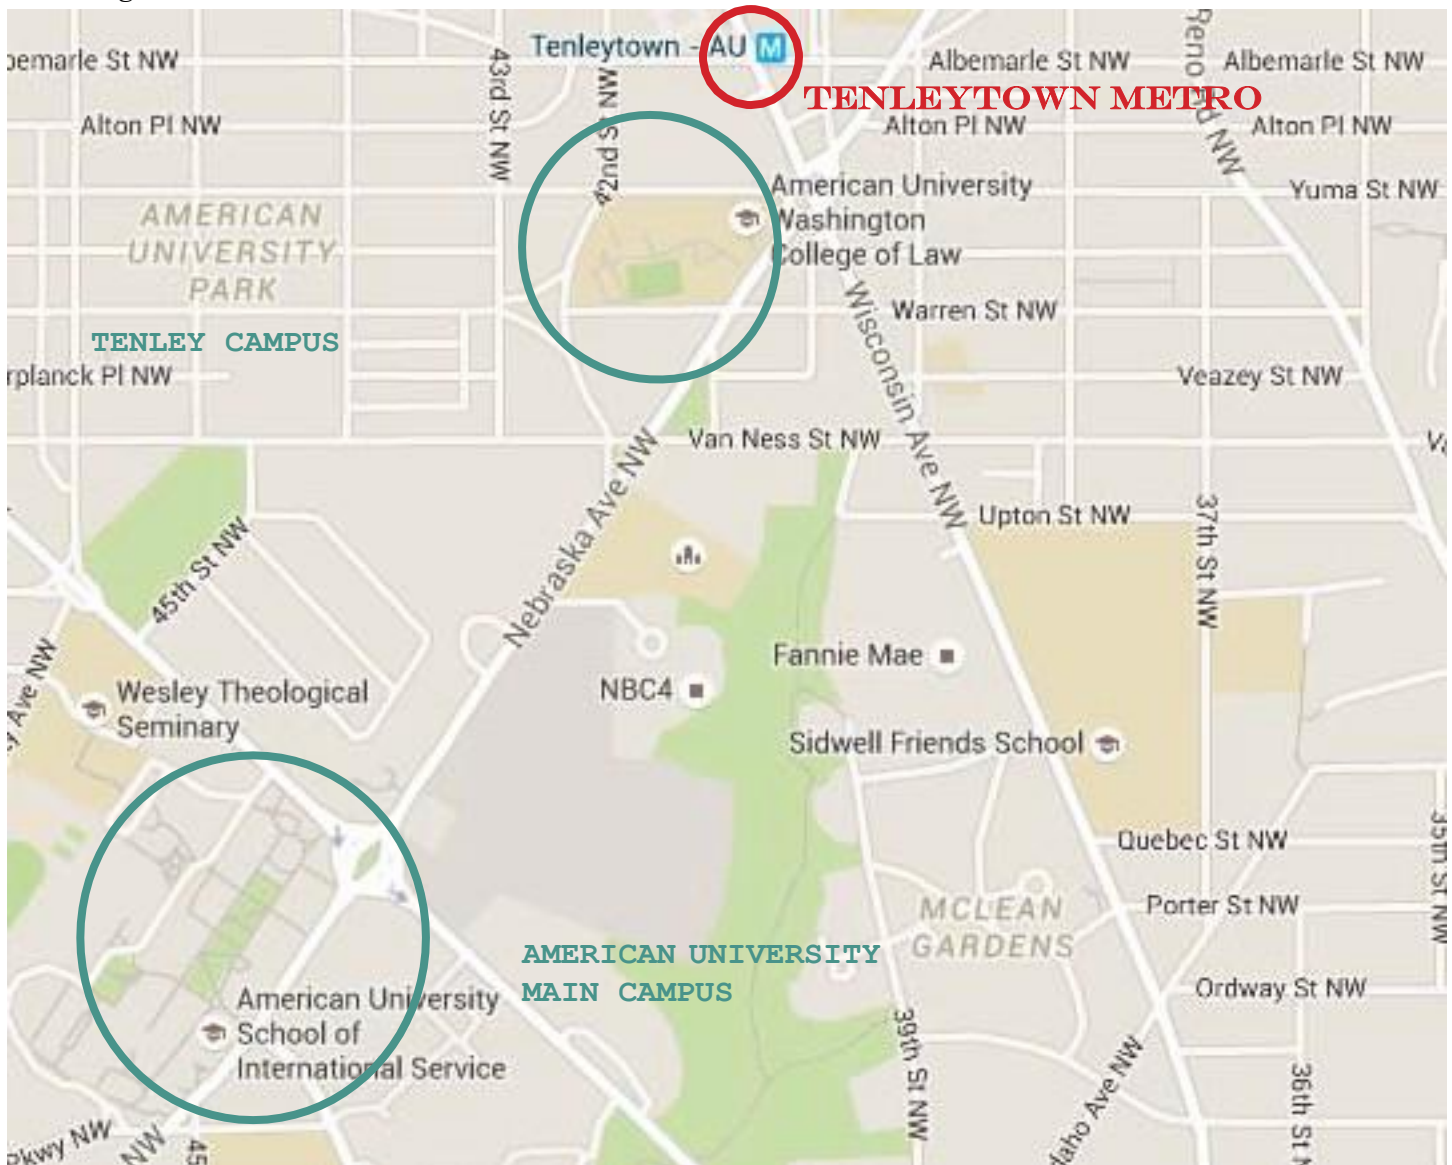 Tenleytown - AU M
Albemarle St NW
Albemarle St NW
TENLEYTOWN METRO
43rd St NW
42nd St NW
Reno Rd NW
Alton Pl NW
Alton Pl NW
Alton Pl NW
American University
Washington
College of Law
Yuma St NW
AMERICAN
UNIVERSITY
PARK
TENLEY CAMPUS
Warren St NW
Wisconsin Ave NW
Veazey St NW
Van Ness St NW
Nebraska Ave NW
Upton St NW
37th St NW
45th St NW
Fannie Mae
NBC4
Wesley Theological
Seminary
Ave NW
Sidwell Friends School
Quebec St NW
35th St NW
MCLEAN
GARDENS
Porter St NW
AMERICAN UNIVERSITY
MAIN CAMPUS
American University
School of
International Service
Ordway St NW
39th St NW
36th St
Pkwy NW
NW
45